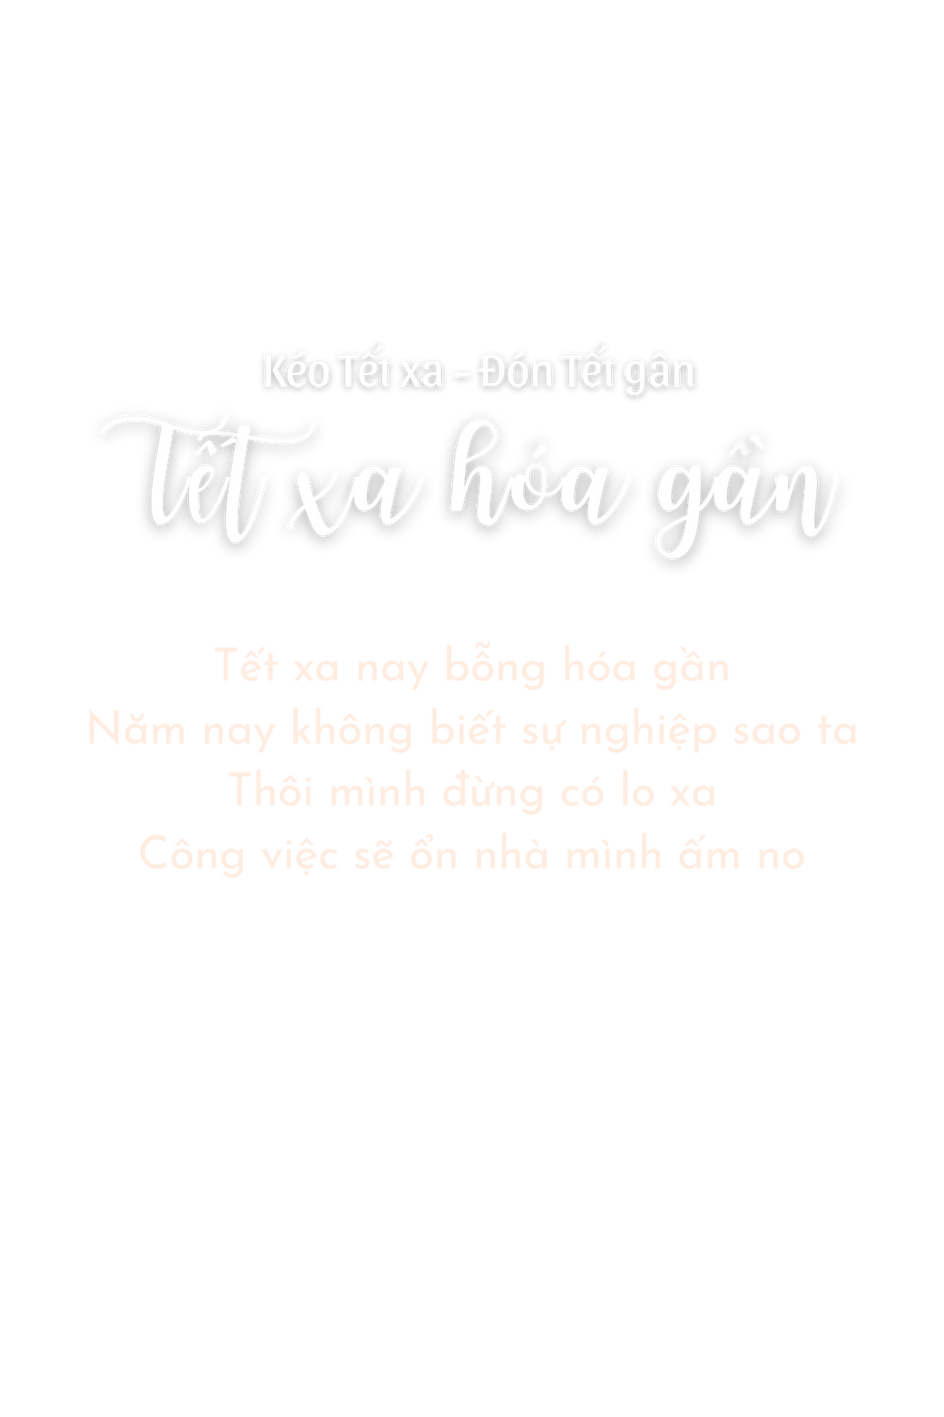 Kéo Tết xa - Đón Tết gần
Tết xa hóa gần
Tết xa nay bỗng hóa gần
Năm nay không biết sự nghiệp sao ta
Thôi mình đừng có lo xa
Công việc sẽ ổn nhà mình ấm no